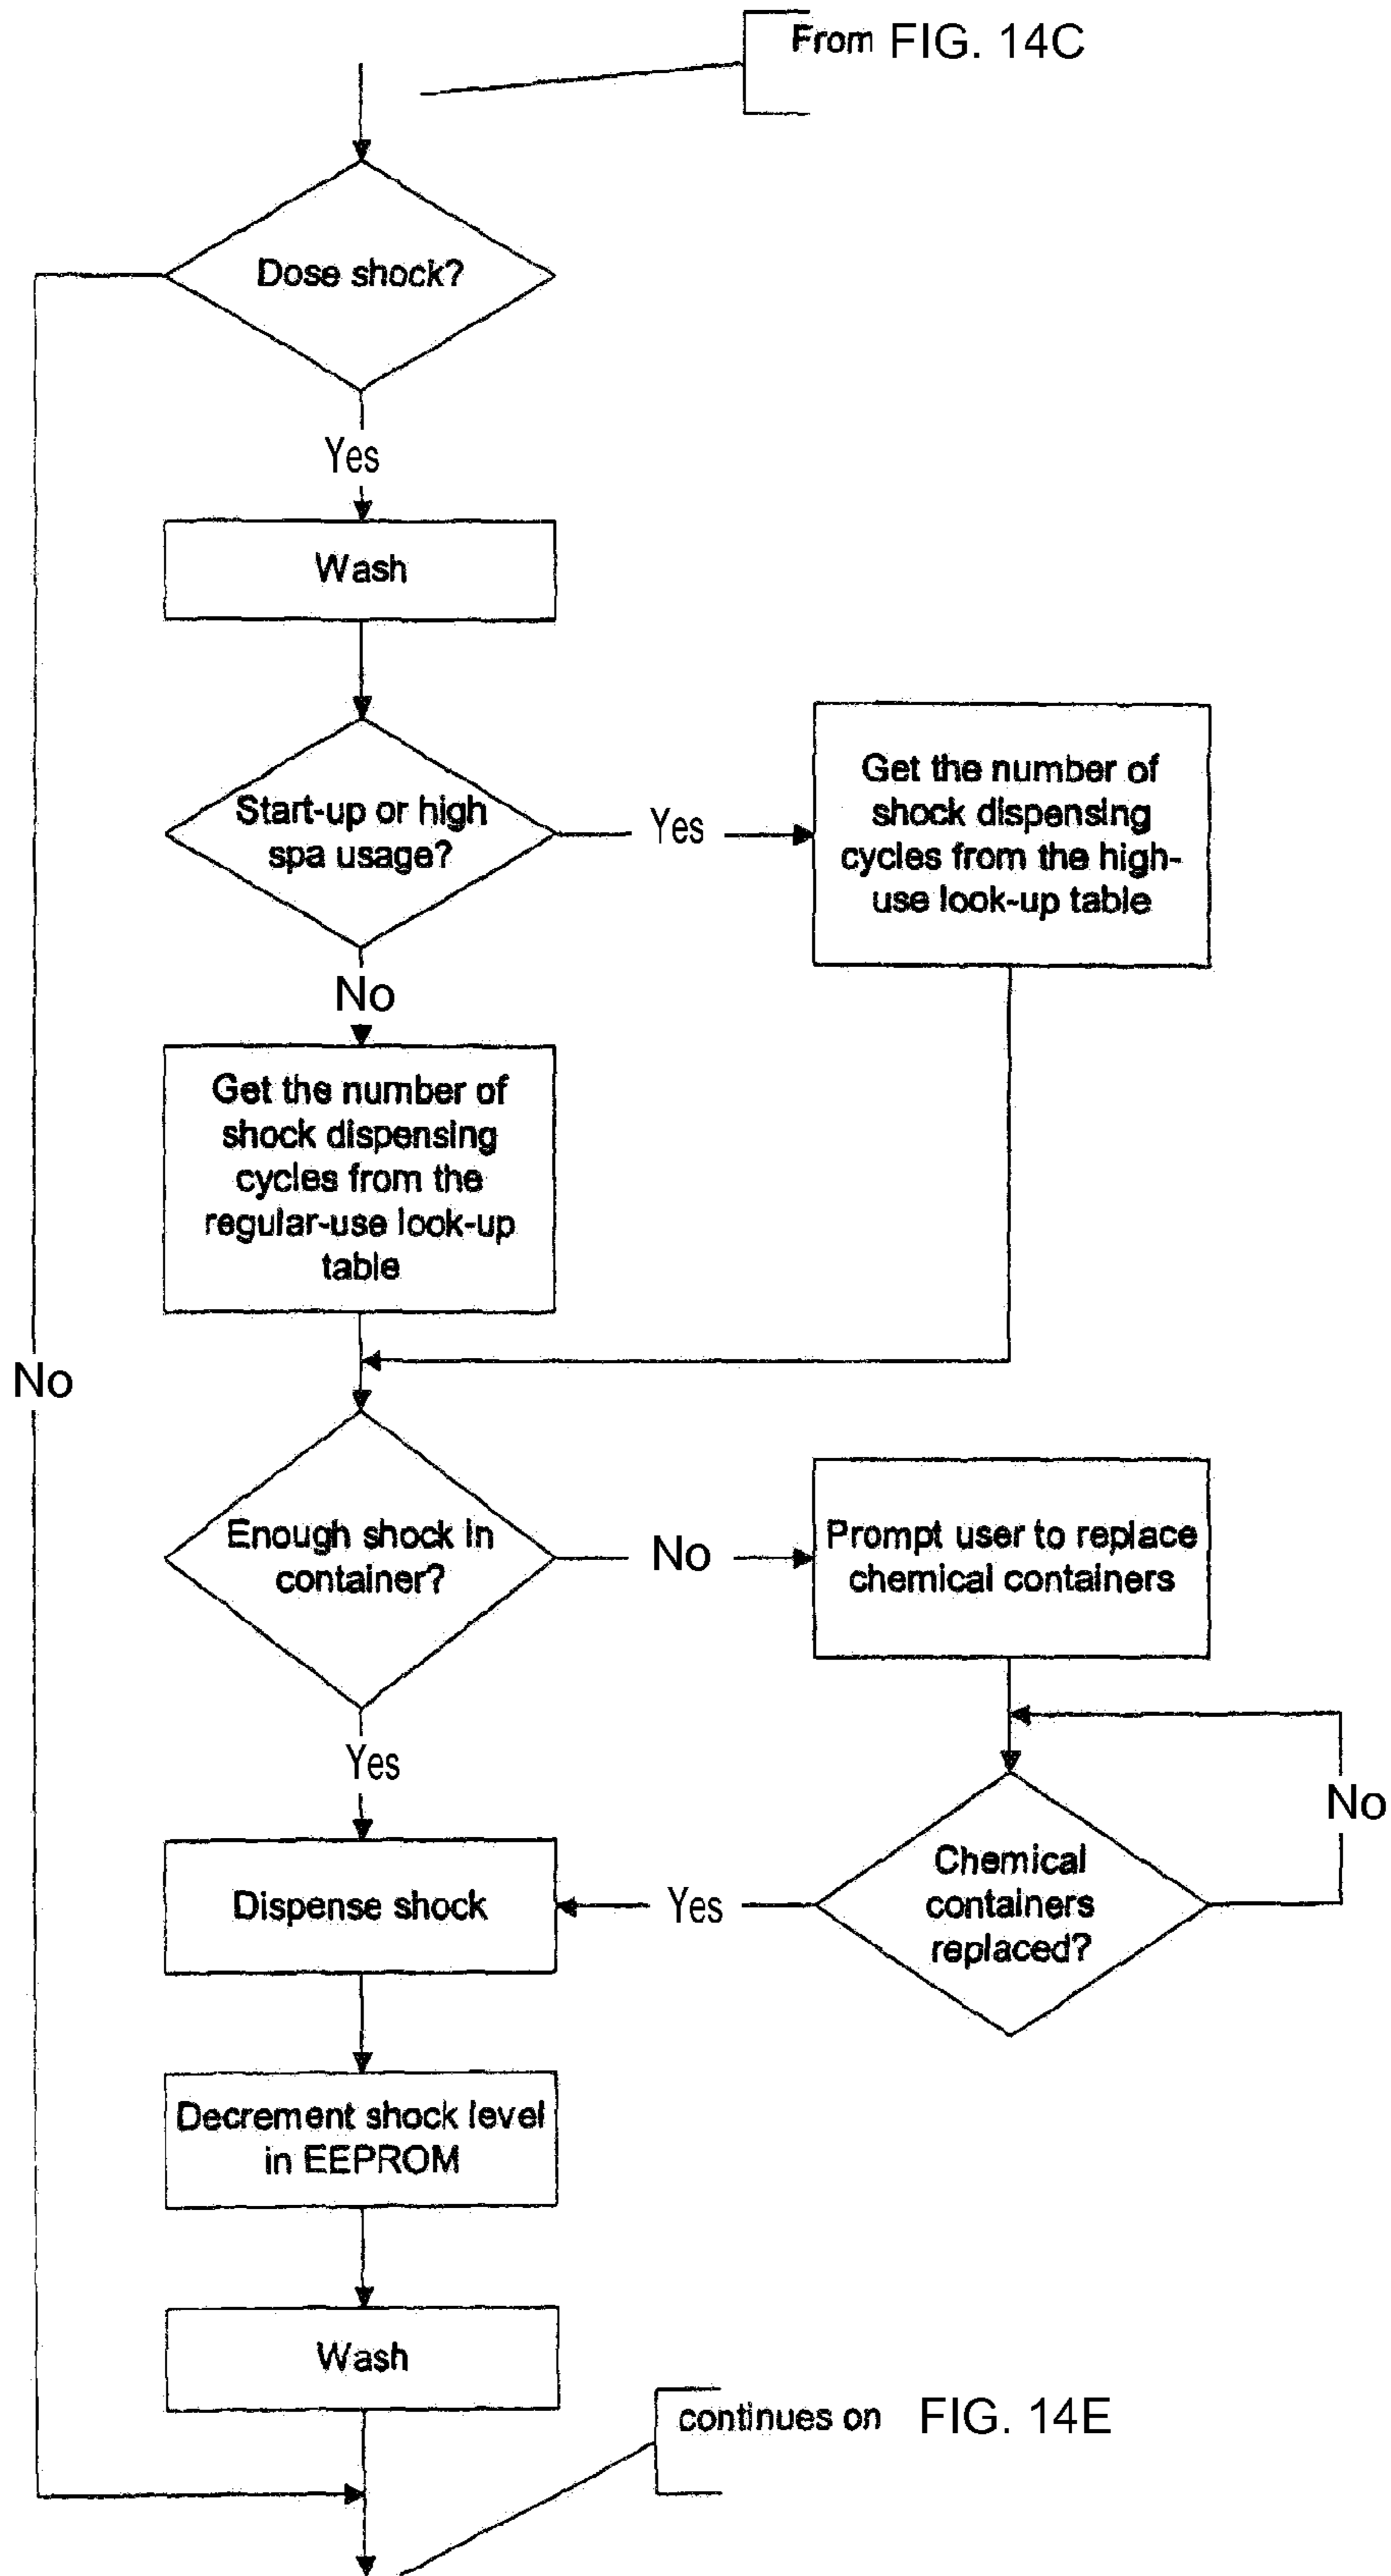 From FIG. 14C
Dose shock?
Yes
Wash
Start-up or high
spa usage?
Yes
Get the number of
shock dispensing
cycles from the high-
use look-up table
No
Get the number of
shock dispensing
cycles from the
regular-use look-up
table
No
Enough shock in
container?
No
Prompt user to replace
chemical containers
Yes
No
Chemical
containers
replaced?
Yes
Dispense shock
Decrement shock level
in EEPROM
Wash
continues on FIG. 14E